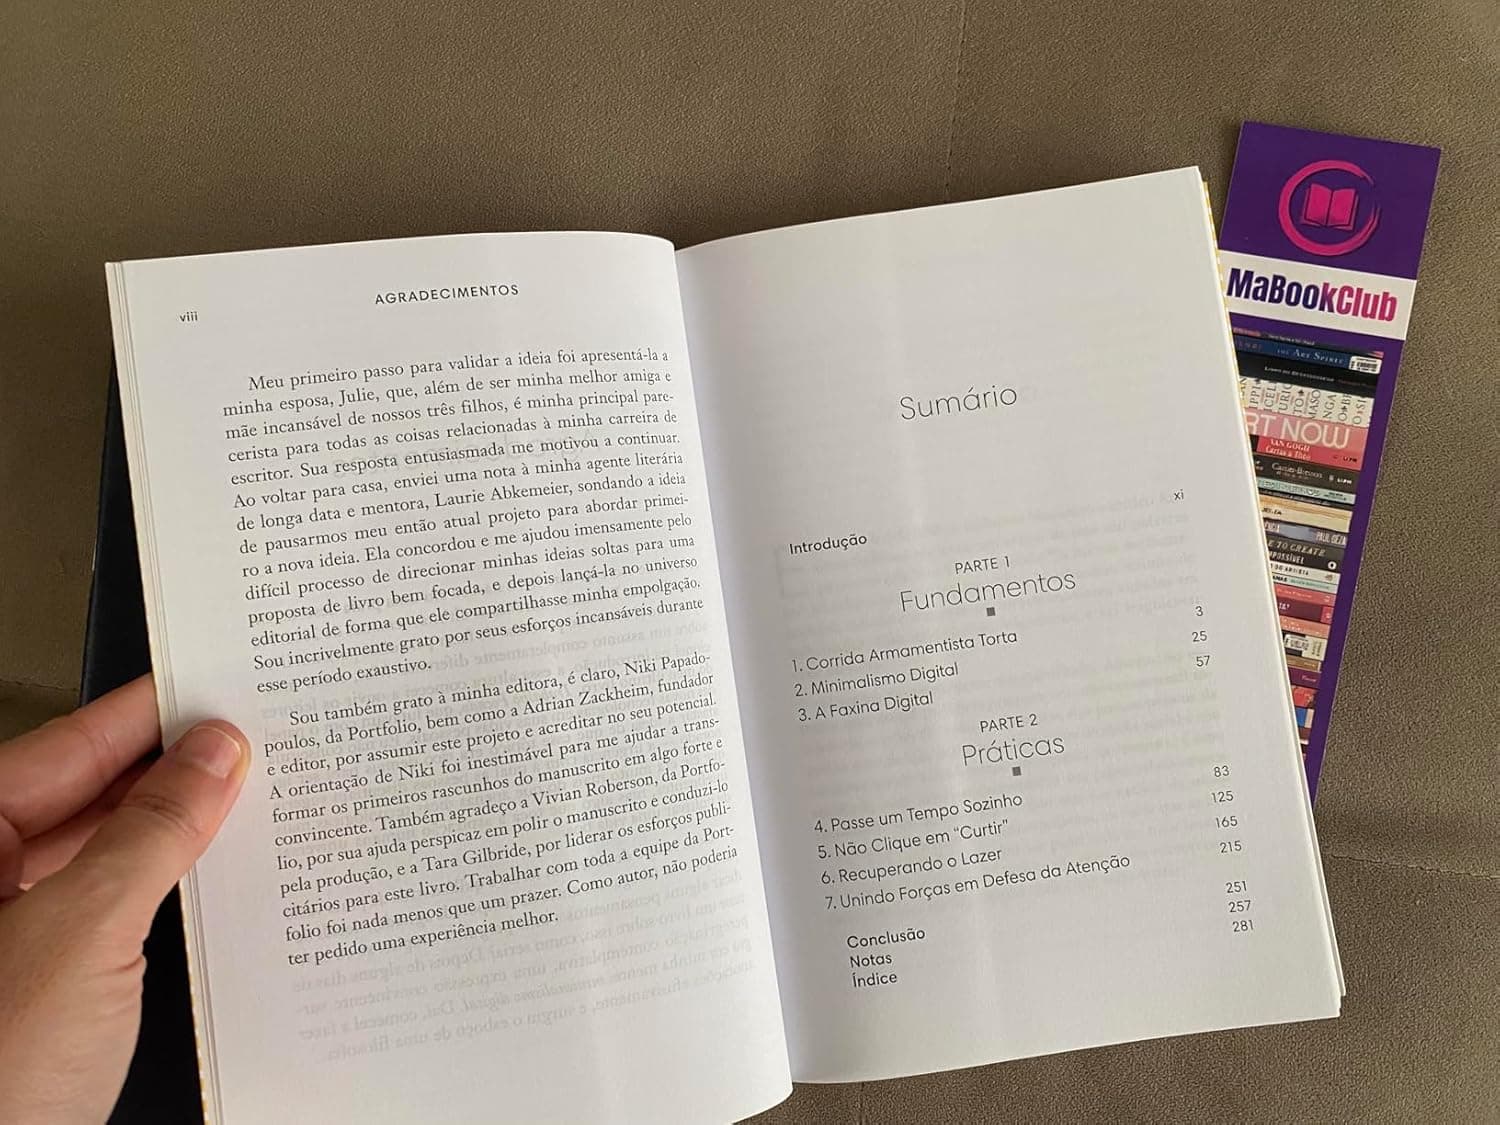 viii
AGRADECIMENTOS
Meu primeiro passo para validar a ideia foi apresentá-la a
minha esposa, Julie, que, além de ser minha melhor amiga e
mãe incansável de nossos três filhos, é minha principal pare-
cerista para todas as coisas relacionadas à minha carreira de
escritor. Sua resposta entusiasmada me motivou a continuar.
Ao voltar para casa, enviei uma nota à minha agente literária
de longa data e mentora, Laurie Abkemeier, sondando a ideia
de pausarmos meu então atual projeto para abordar primei-
ro a nova ideia. Ela concordou e me ajudou imensamente pelo
difícil processo de direcionar minhas ideias soltas para uma
proposta de livro bem focada, e depois lançá-la no universo
editorial de forma que ele compartilhasse minha empolgação.
Sou incrivelmente grato por seus esforços incansáveis durante
esse período exaustivo.
Sou também grato à minha editora, é claro, Niki Papado-
poulos, da Portfolio, bem como a Adrian Zackheim, fundador
e editor, por assumir este projeto e acreditar no seu potencial.
A orientação de Niki foi inestimável para me ajudar a trans-
formar os primeiros rascunhos do manuscrito em algo forte e
convincente. Também agradeço a Vivian Roberson, da Portfo-
lio, por sua ajuda perspicaz em polir o manuscrito e conduzi-lo
pela produção, e a Tara Gilbride, por liderar os esforços publi-
citários para este livro. Trabalhar com toda a equipe da Port-
folio foi nada menos que um prazer. Como autor, não poderia
ter pedido uma experiência melhor.
Sumário
Introdução xi
PARTE 1
Fundamentos
1. Corrida Armamentista Torta 3
2. Minimalismo Digital 25
3. A Faxina Digital 57
PARTE 2
Práticas
4. Passe um Tempo Sozinho 83
5. Não Clique em “Curtir” 125
6. Recuperando o Lazer 165
7. Unindo Forças em Defesa da Atenção 215
Conclusão 251
Notas 257
Índice 281
MaBookClub
THE ART SPIRIT
RT NOW
VAN GOGH
Cartas a Théo
Cartier-Bresson
PAUL
E TO CREATE